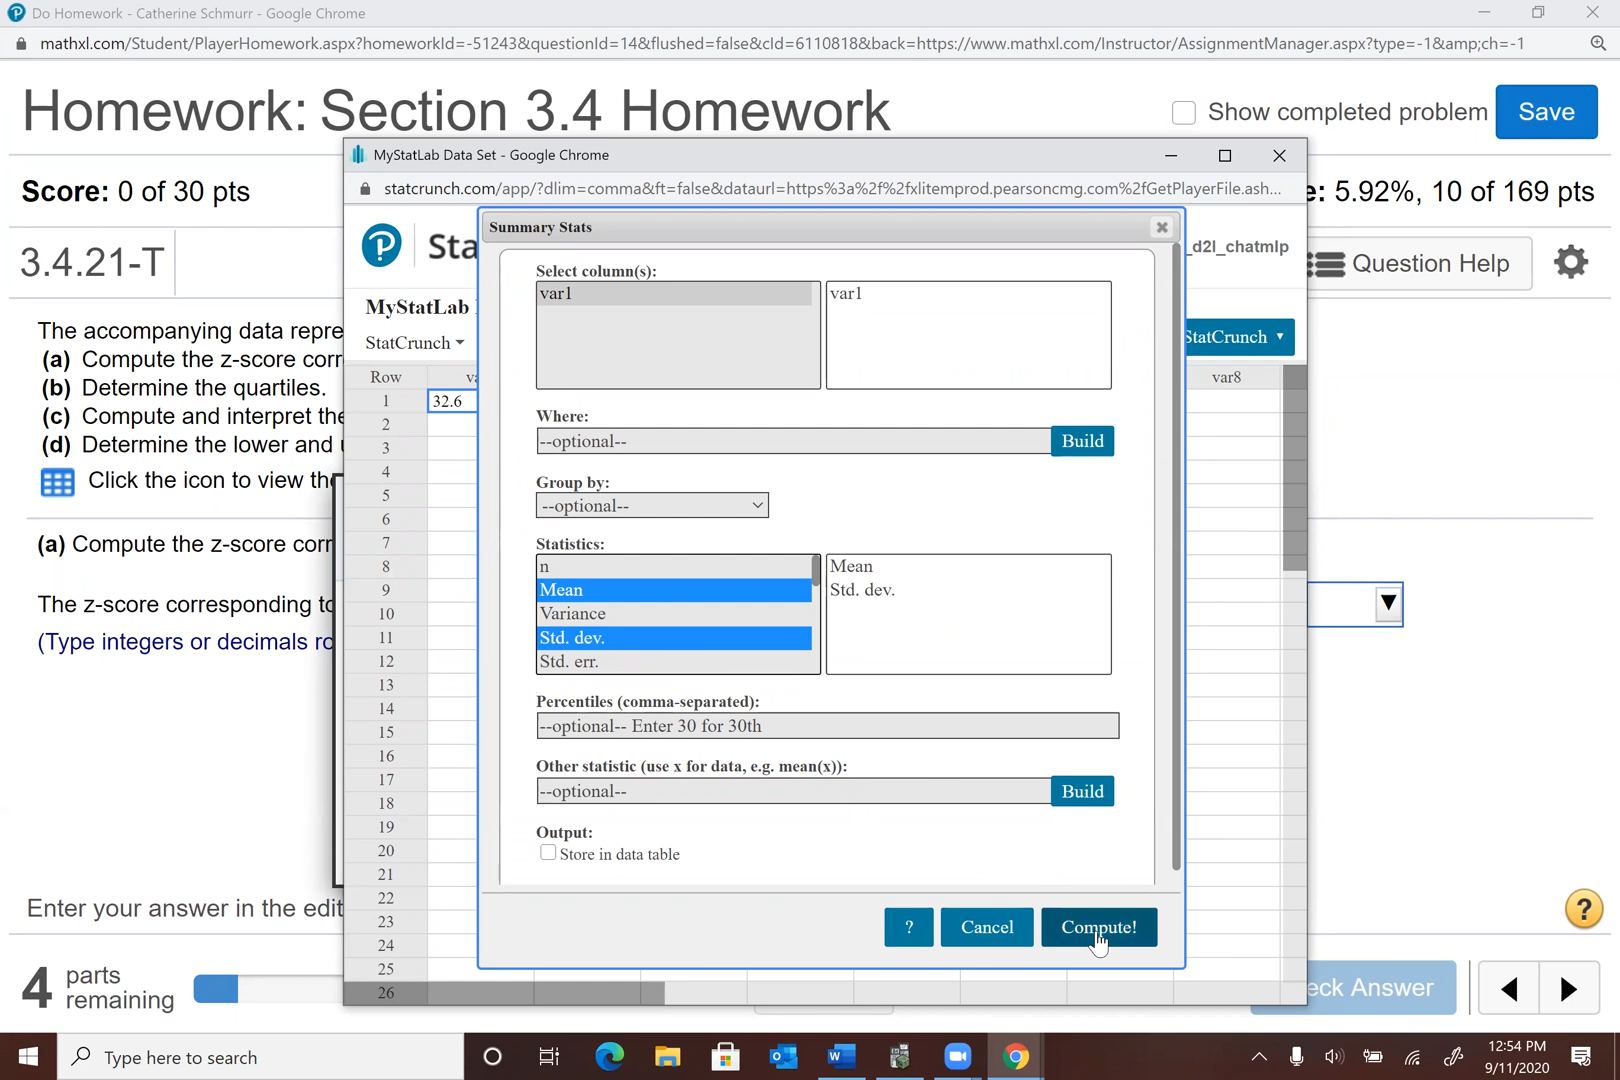 Do Homework - Catherine Schmurr - Google Chrome
mathxl.com/Student/PlayerHomework.aspx?homeworkId=-51243&questionId=14&flushed=false&cId=6110818&back=https://www.mathxl.com/Instructor/AssignmentManager.aspx?type=-1&amp;ch=-1
Homework: Section 3.4 Homework
Show completed problem
Save
MyStatLab Data Set - Google Chrome
Score: 0 of 30 pts
statcrunch.com/app/?dlim=comma&ft=false&dataurl=https%3a%2f%2fxlitemprod.pearsoncmg.com%2fGetPlayerFile.ash...
e: 5.92%, 10 of 169 pts
3.4.21-T
P
Sta
Summary Stats
_d2l_chatmlp
Question Help
MyStatLab
StatCrunch
StatCrunch
Select column(s):
var1
var1
The accompanying data repre
(a) Compute the z-score corr
(b) Determine the quartiles.
(c) Compute and interpret the
(d) Determine the lower and
Click the icon to view the
Row
va
var8
1
32.6
2
3
4
5
6
7
8
9
10
11
12
13
14
15
16
17
18
19
20
21
22
23
24
25
26
Where:
--optional--
Build
Group by:
--optional--
Statistics:
n
Mean
Variance
Std. dev.
Std. err.
Mean
Std. dev.
Percentiles (comma-separated):
--optional-- Enter 30 for 30th
Other statistic (use x for data, e.g. mean(x)):
--optional--
Build
Output:
Store in data table
?
Cancel
Compute!
(a) Compute the z-score corr
The z-score corresponding to
(Type integers or decimals ro
Enter your answer in the edit
?
4 parts
remaining
eck Answer
Type here to search
12:54 PM
9/11/2020